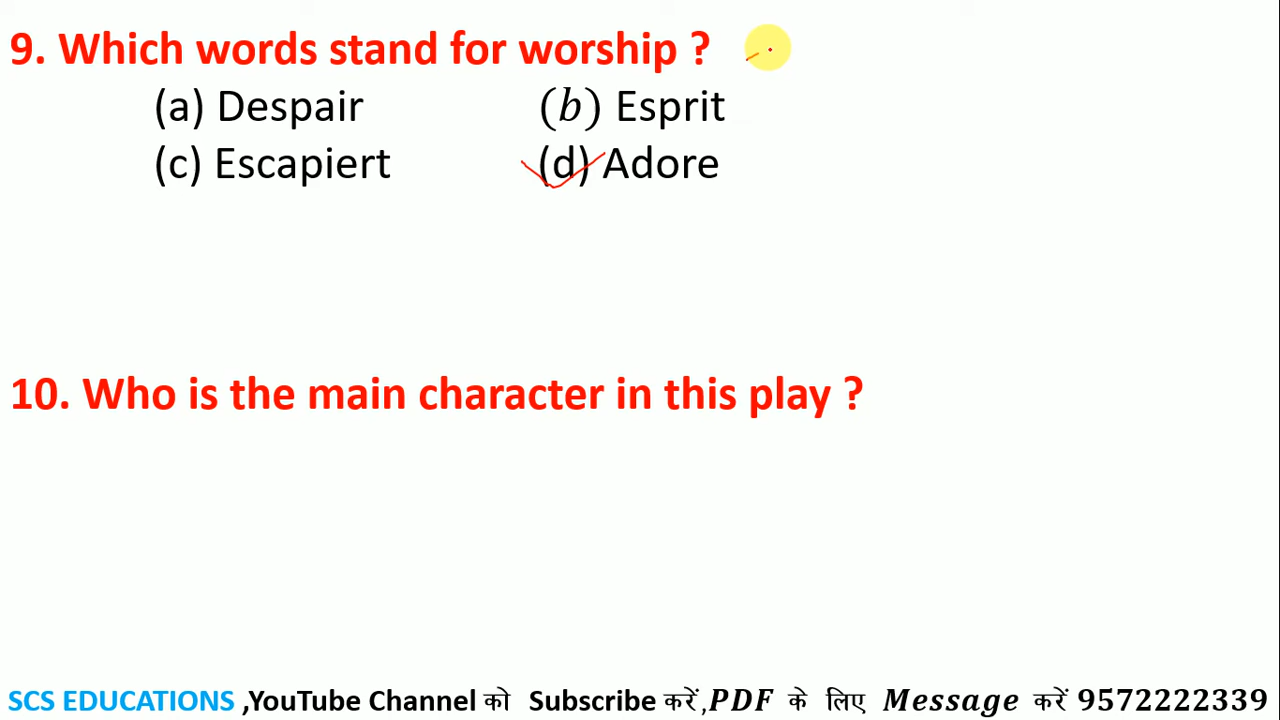 9. Which words stand for worship ?
(a) Despair (b) Esprit
(c) Escapiert (d) Adore
10. Who is the main character in this play ?
SCS EDUCATIONS ,YouTube Channel को Subscribe करें,PDF के लिए Message करें 9572222339